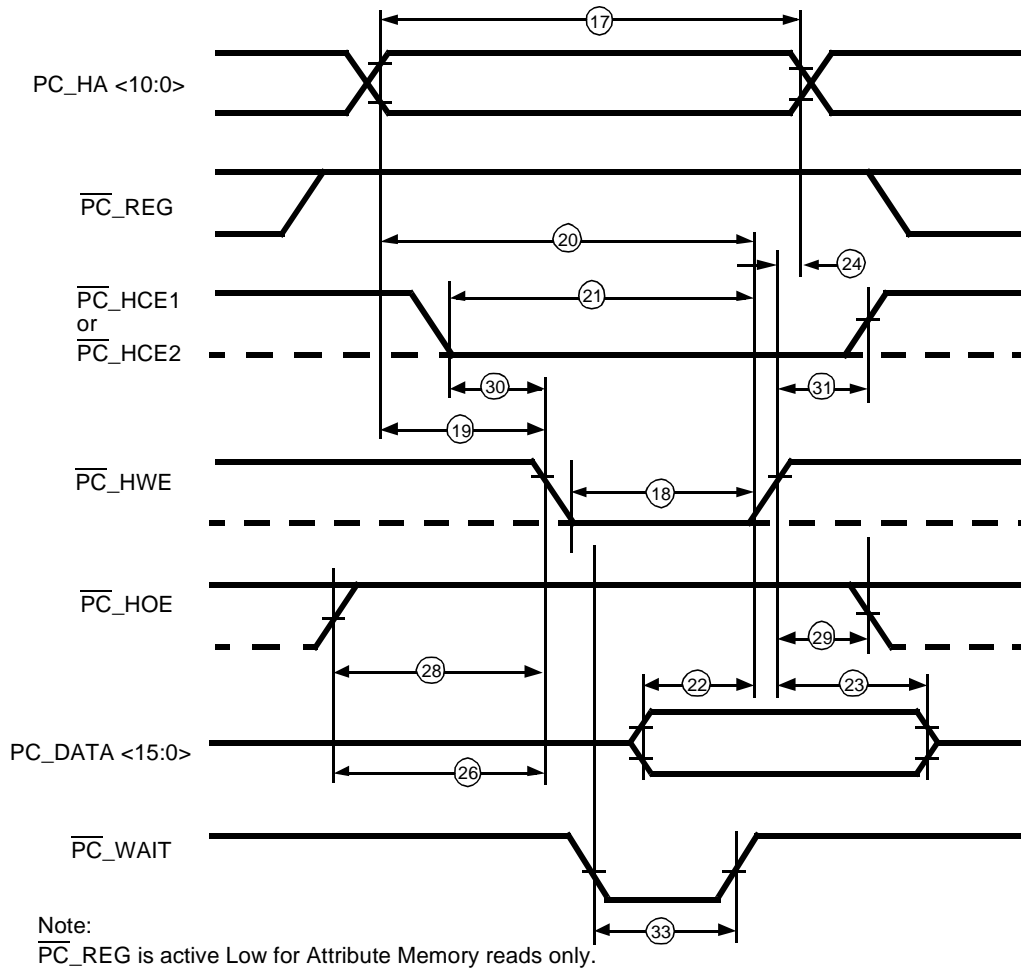 17
PC_HA <10:0>
PC_REG
20
24
PC_HCE1
or
PC_HCE2
21
30
31
19
PC_HWE
18
PC_HOE
29
28
22
23
PC_DATA <15:0>
26
PC_WAIT
33
Note:
PC_REG is active Low for Attribute Memory reads only.